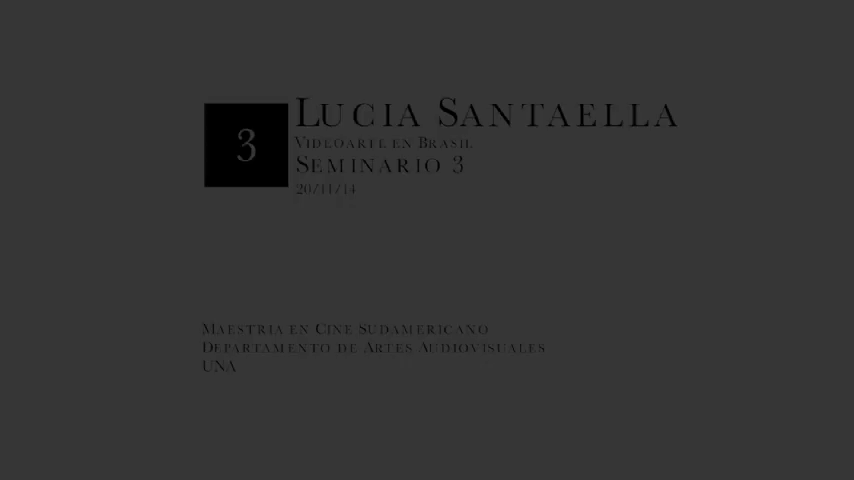 3
LUCIA SANTAELLA
VIDEOARTE EN BRASIL
SEMINARIO 3
20/11/14
MAESTRIA EN CINE SUDAMERICANO
DEPARTAMENTO DE ARTES AUDIOVISUALES
UNA